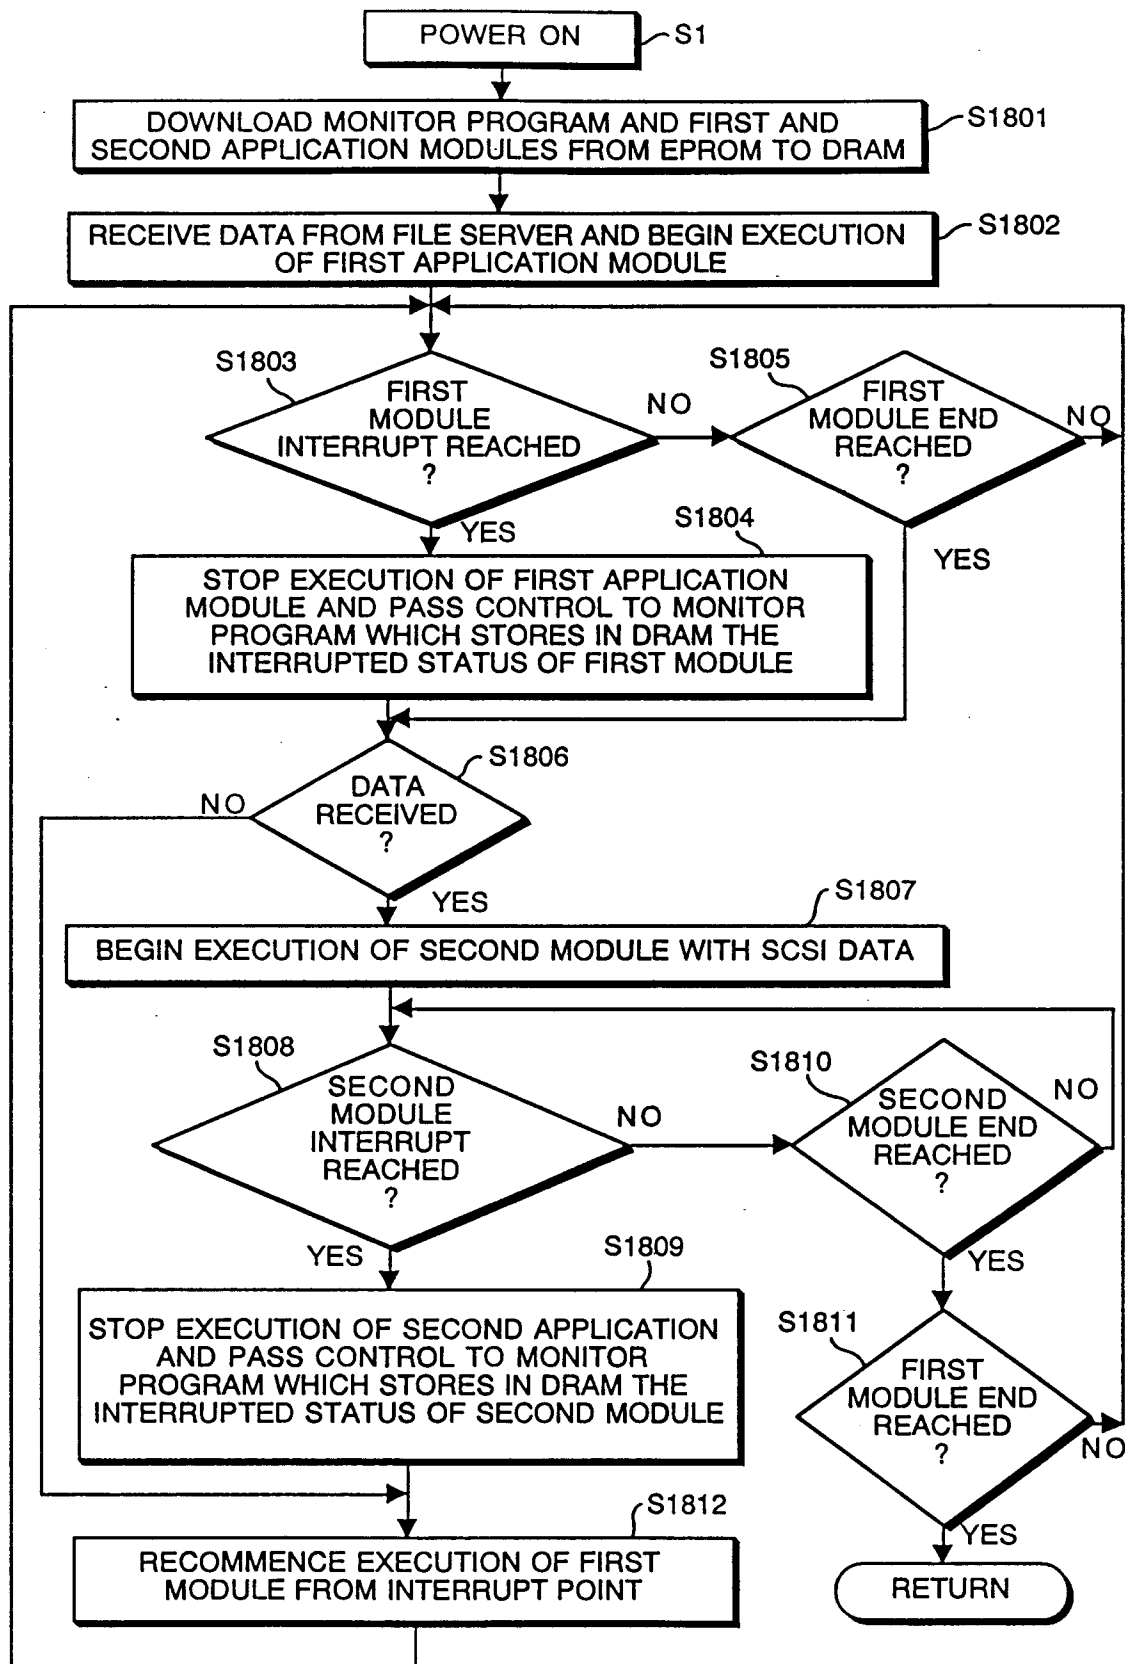 POWER ON
S1
DOWNLOAD MONITOR PROGRAM AND FIRST AND
SECOND APPLICATION MODULES FROM EPROM TO DRAM
S1801
RECEIVE DATA FROM FILE SERVER AND BEGIN EXECUTION
OF FIRST APPLICATION MODULE
S1802
S1803
FIRST
MODULE
INTERRUPT REACHED
?
NO
YES
S1805
FIRST
MODULE END
REACHED
?
NO
YES
S1804
STOP EXECUTION OF FIRST APPLICATION
MODULE AND PASS CONTROL TO MONITOR
PROGRAM WHICH STORES IN DRAM THE
INTERRUPTED STATUS OF FIRST MODULE
S1806
DATA
RECEIVED
?
NO
YES
S1807
BEGIN EXECUTION OF SECOND MODULE WITH SCSI DATA
S1808
SECOND
MODULE
INTERRUPT
REACHED
?
NO
YES
S1810
SECOND
MODULE END
REACHED
?
NO
YES
S1809
STOP EXECUTION OF SECOND APPLICATION
AND PASS CONTROL TO MONITOR
PROGRAM WHICH STORES IN DRAM THE
INTERRUPTED STATUS OF SECOND MODULE
S1811
FIRST
MODULE END
REACHED
?
NO
YES
S1812
RECOMMENCE EXECUTION OF FIRST
MODULE FROM INTERRUPT POINT
RETURN